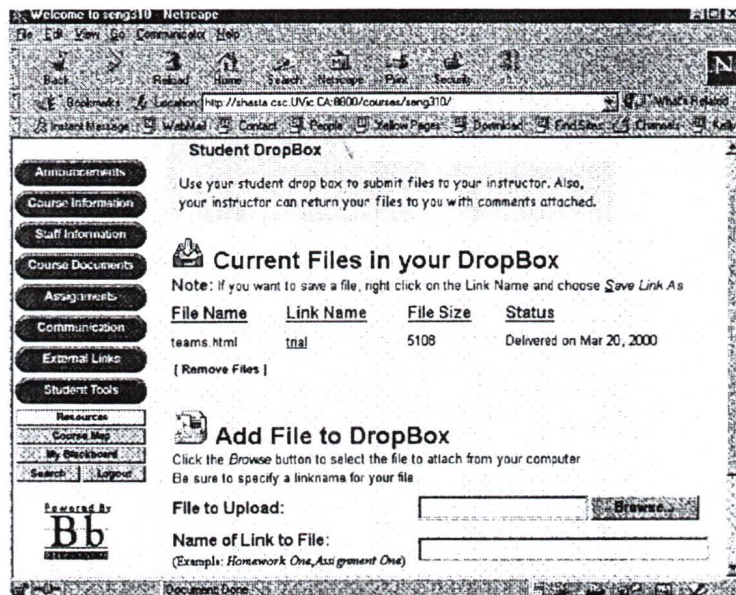 Welcome to seng310 - Netscape
File Edit View Go Communicator Help
Back Reload Home Search Netscape Print Security
Bookmarks Location: http://shasta.csc.UVic.CA:8800/courses/seng310/ What's Related
Instant Message WebMail Contact People Yellow Pages Download Find Sites Channels
Student DropBox
Use your student drop box to submit files to your instructor. Also,
your instructor can return your files to you with comments attached.
Announcements
Course Information
Staff Information
Course Documents
Assignments
Communication
External Links
Student Tools
Resources
Course Map
My Blackboard
Search Logout
Powered By
Bb
Current Files in your DropBox
Note: If you want to save a file, right click on the Link Name and choose Save Link As
File Name Link Name File Size Status
teams.html trial 5108 Delivered on Mar 20, 2000
[ Remove Files ]
Add File to DropBox
Click the Browse button to select the file to attach from your computer
Be sure to specify a linkname for your file
File to Upload: Browse...
Name of Link to File:
(Example: Homework One, Assignment One)
Document: Done